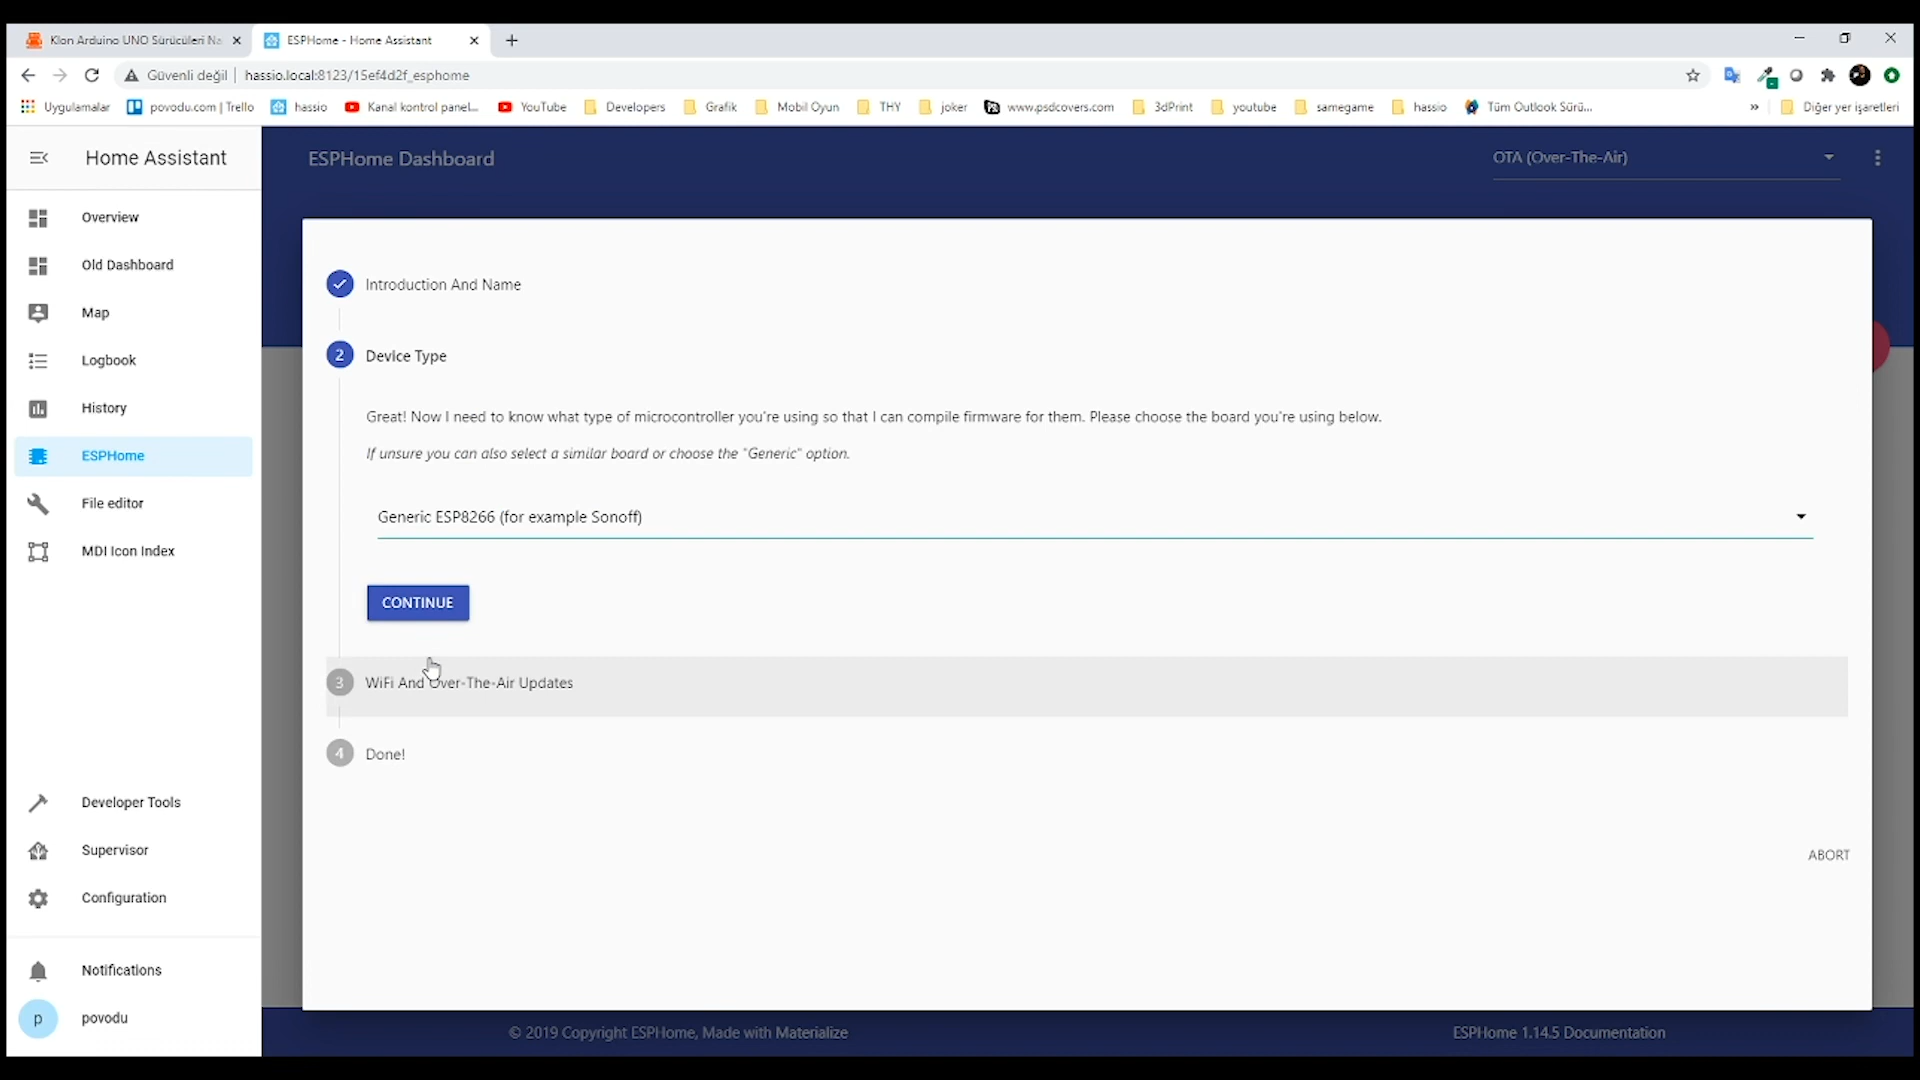 Klon Arduino UNO Sürücüleri Na
ESPHome - Home Assistant
Güvenli değil
hassio.local:8123/15ef4d2f_esphome
Uygulamalar
povodu.com | Trello
hassio
Kanal kontrol panel...
YouTube
Developers
Grafik
Mobil Oyun
THY
joker
www.psdcovers.com
3dPrint
youtube
samegame
hassio
Tüm Outlook Sürü...
»
Diğer yer işaretleri
Home Assistant
ESPHome Dashboard
OTA (Over-The-Air)
Overview
Old Dashboard
Map
Logbook
History
ESPHome
File editor
MDI Icon Index
Developer Tools
Supervisor
Configuration
Notifications
p
povodu
Introduction And Name
2
Device Type
Great! Now I need to know what type of microcontroller you're using so that I can compile firmware for them. Please choose the board you're using below.
If unsure you can also select a similar board or choose the "Generic" option.
Generic ESP8266 (for example Sonoff)
CONTINUE
3
WiFi And Over-The-Air Updates
4
Done!
ABORT
© 2019 Copyright ESPHome, Made with Materialize
ESPHome 1.14.5 Documentation